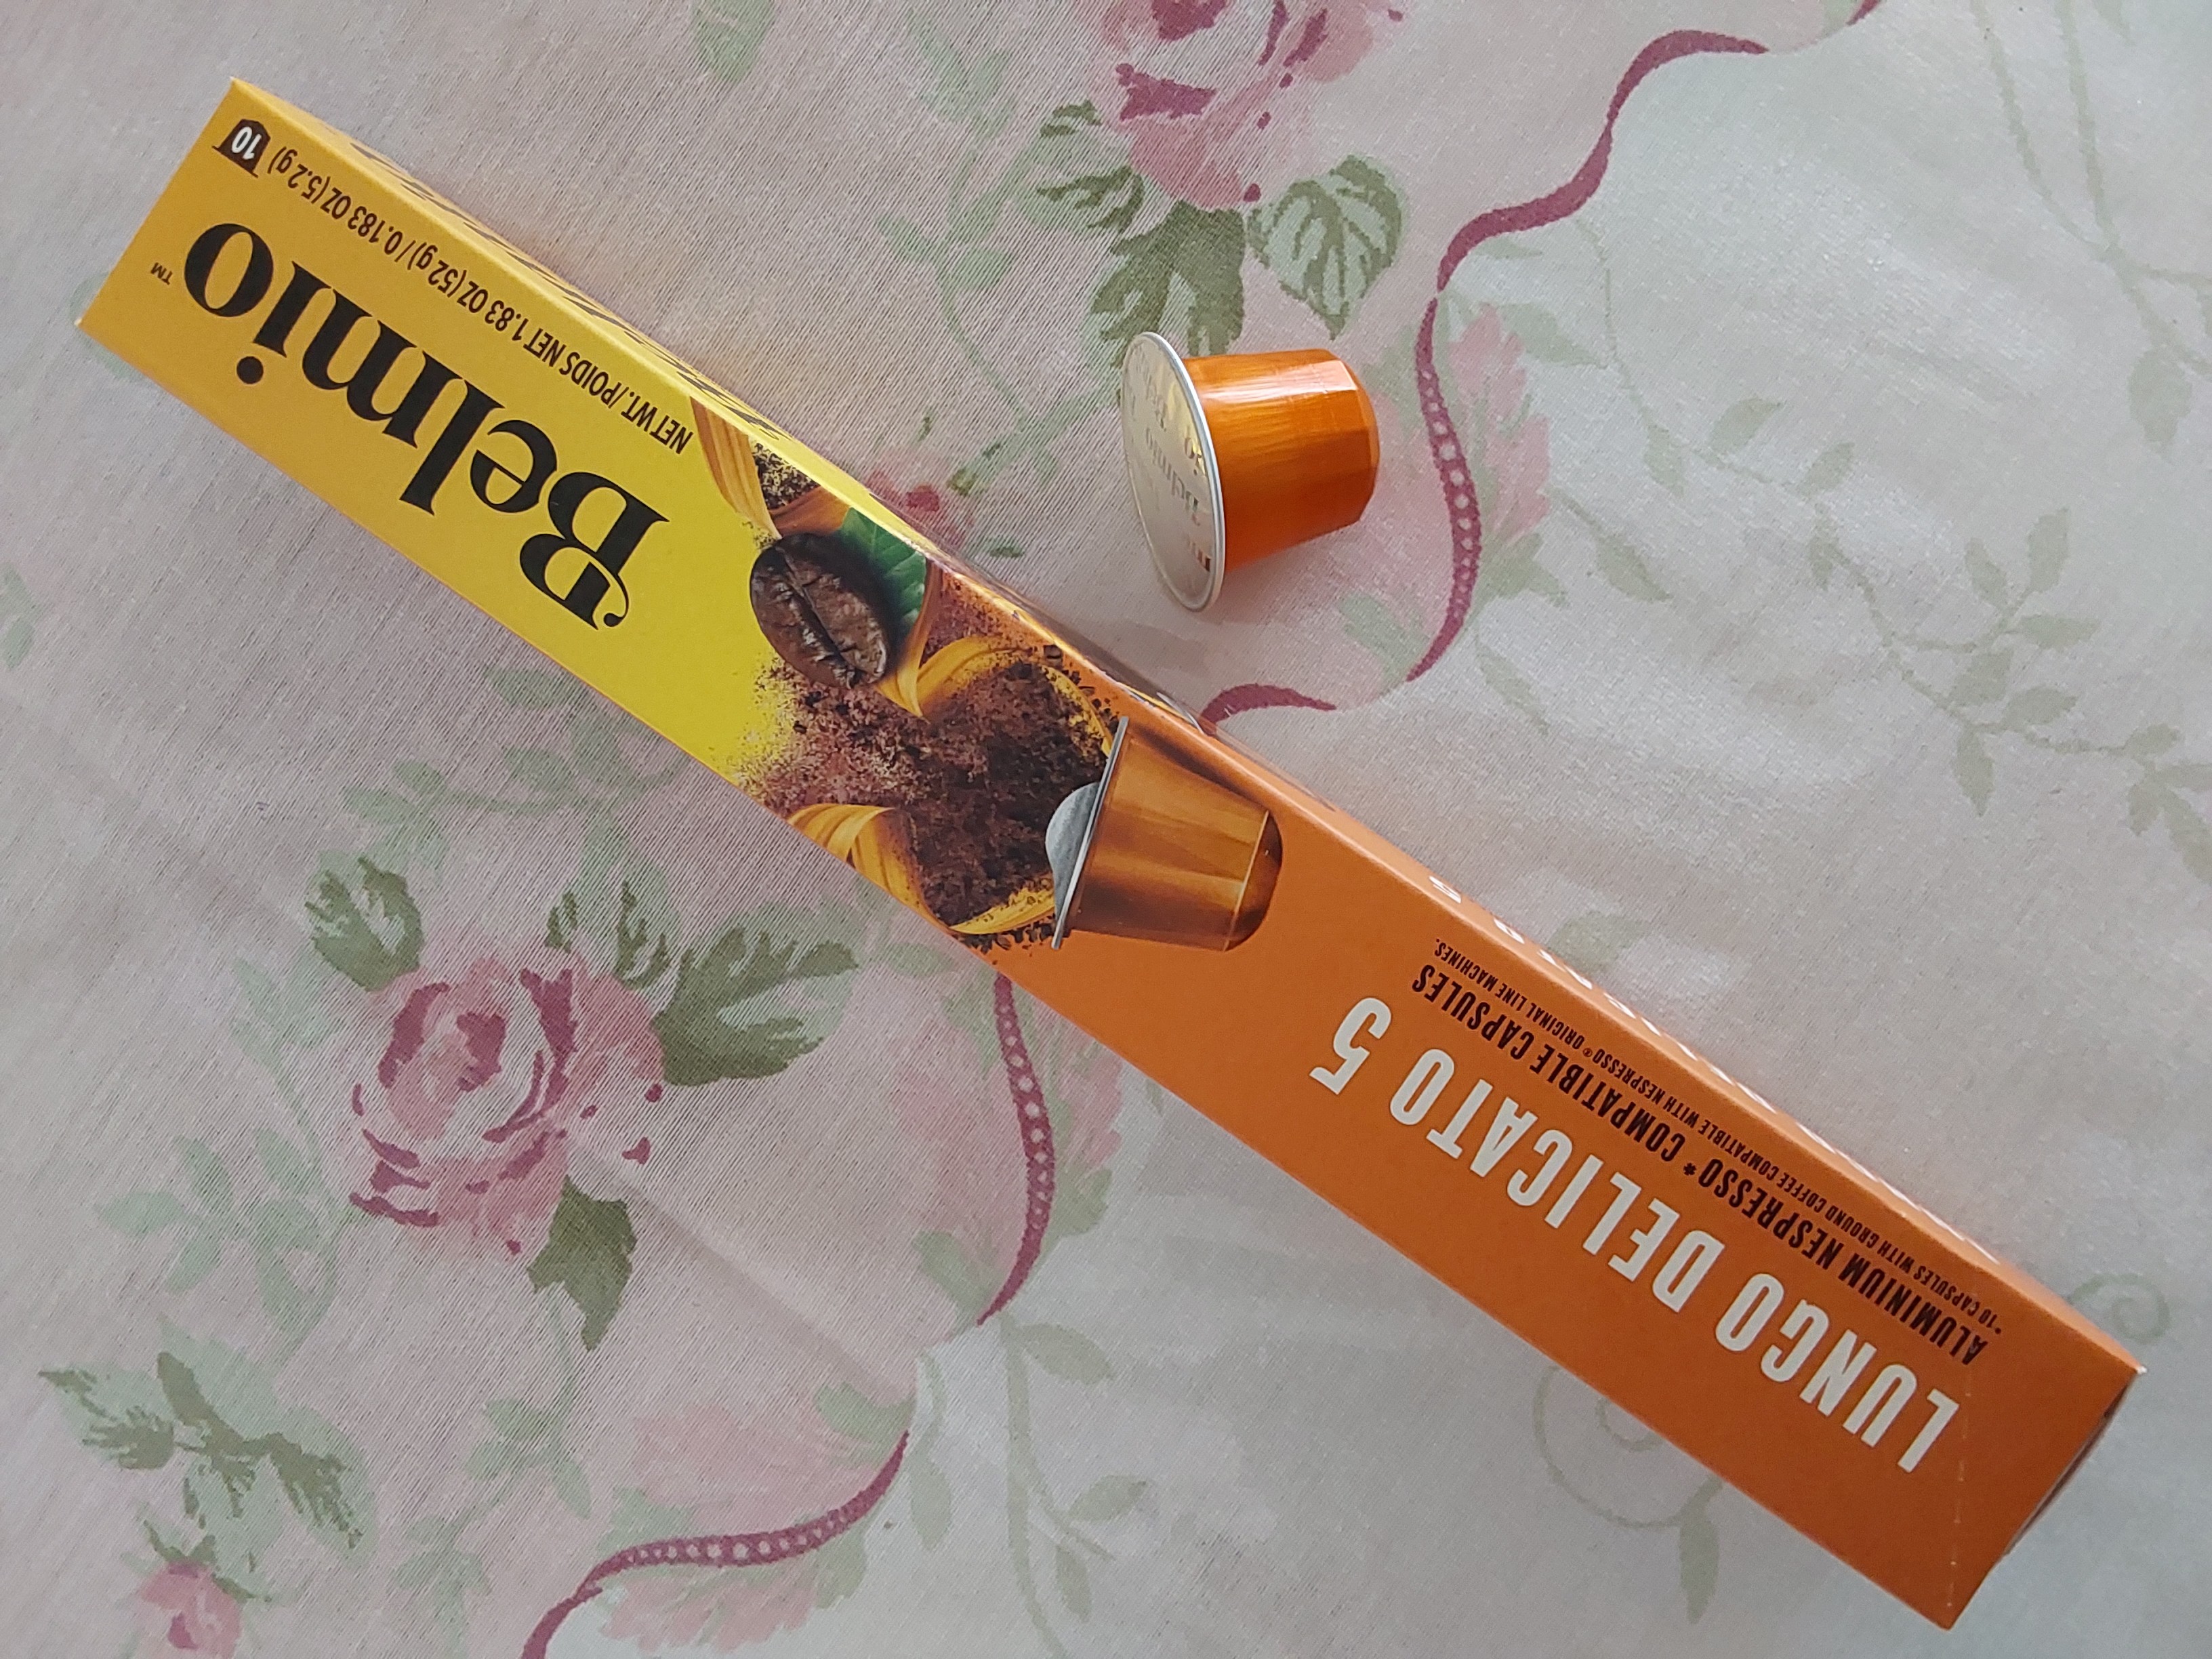 Belmio™
NET WT./POIDS NET 1.83 OZ (52 g) / 0.183 OZ (5.2 g)
10
LUNGO DELICATO 5
ALUMINIUM NESPRESSO* COMPATIBLE CAPSULES
*10 CAPSULES WITH GROUND COFFEE COMPATIBLE WITH NESPRESSO® ORIGINAL LINE MACHINES.
Belmio